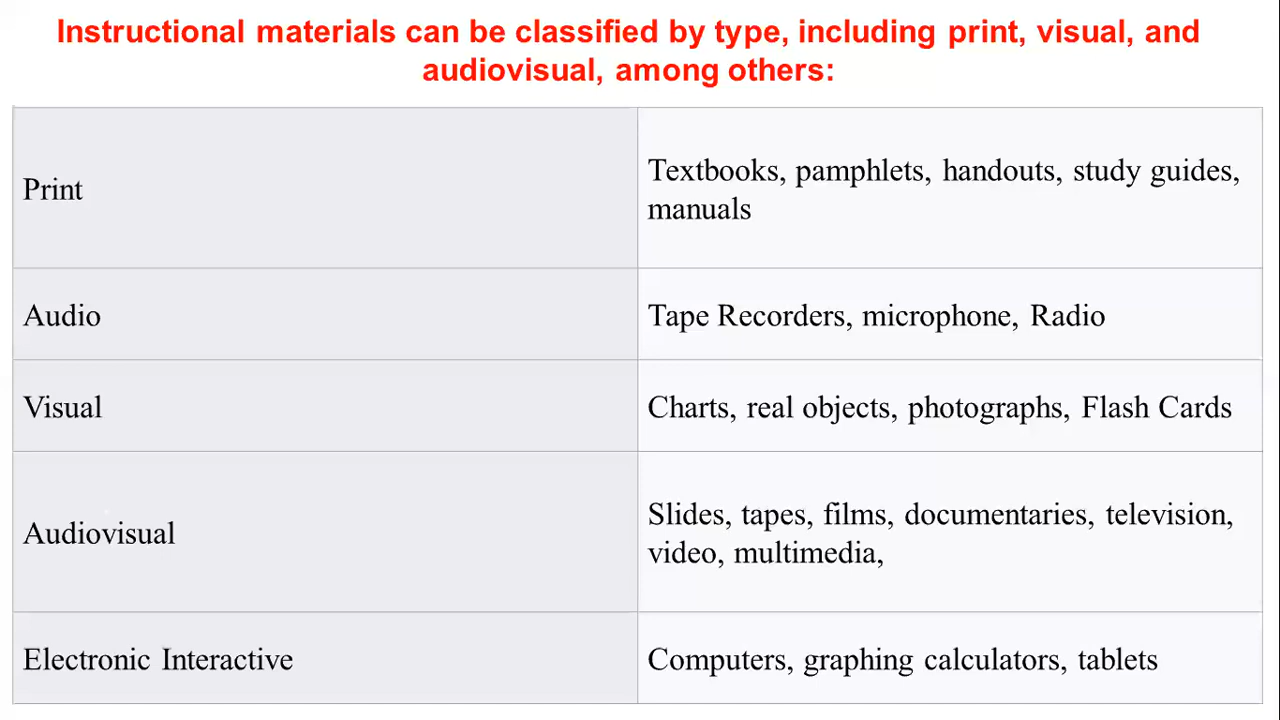 Instructional materials can be classified by type, including print, visual, and
audiovisual, among others:
Print
Textbooks, pamphlets, handouts, study guides,
manuals
Audio
Tape Recorders, microphone, Radio
Visual
Charts, real objects, photographs, Flash Cards
Audiovisual
Slides, tapes, films, documentaries, television,
video, multimedia,
Electronic Interactive
Computers, graphing calculators, tablets